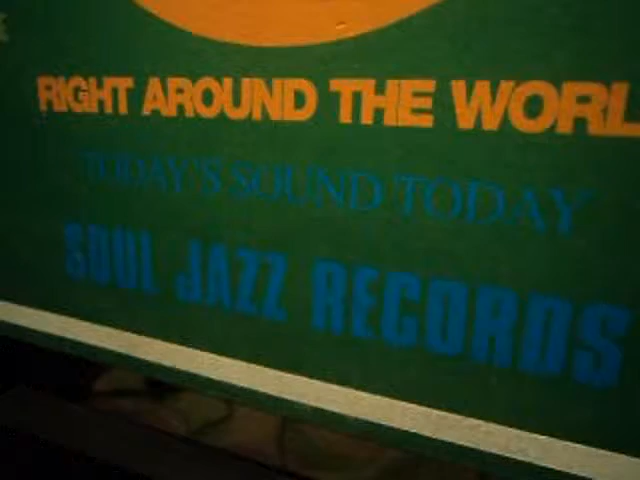 RIGHT AROUND THE WORL
TODAY'S SOUND TODAY
SOUL JAZZ RECORDS